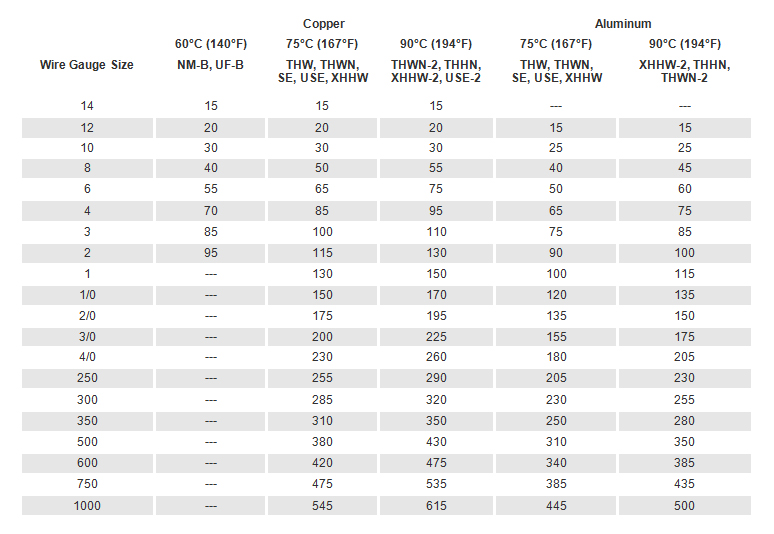 Copper Aluminum
60°C (140°F) 75°C (167°F) 90°C (194°F) 75°C (167°F) 90°C (194°F)
Wire Gauge Size NM-B, UF-B THW, THWN, THWN-2, THHN, THW, THWN, XHHW-2, THHN,
SE, USE, XHHW XHHW-2, USE-2 SE, USE, XHHW THWN-2
14 15 15 15 --- ---
12 20 20 20 15 15
10 30 30 30 25 25
8 40 50 55 40 45
6 55 65 75 50 60
4 70 85 95 65 75
3 85 100 110 75 85
2 95 115 130 90 100
1 --- 130 150 100 115
1/0 --- 150 170 120 135
2/0 --- 175 195 135 150
3/0 --- 200 225 155 175
4/0 --- 230 260 180 205
250 --- 255 290 205 230
300 --- 285 320 230 255
350 --- 310 350 250 280
500 --- 380 430 310 350
600 --- 420 475 340 385
750 --- 475 535 385 435
1000 --- 545 615 445 500